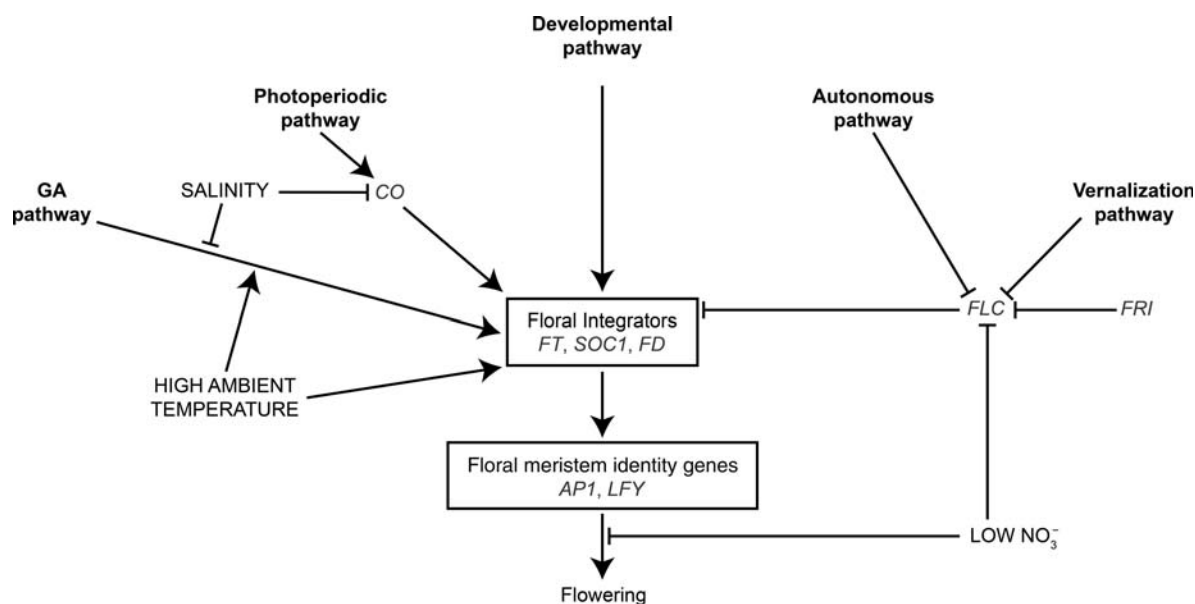 Developmental
pathway
Photoperiodic
pathway
Autonomous
pathway
GA
pathway
SALINITY
CO
Vernalization
pathway
Floral Integrators
FT, SOC1, FD
FLC
FRI
HIGH AMBIENT
TEMPERATURE
Floral meristem identity genes
AP1, LFY
LOW NO₃⁻
Flowering